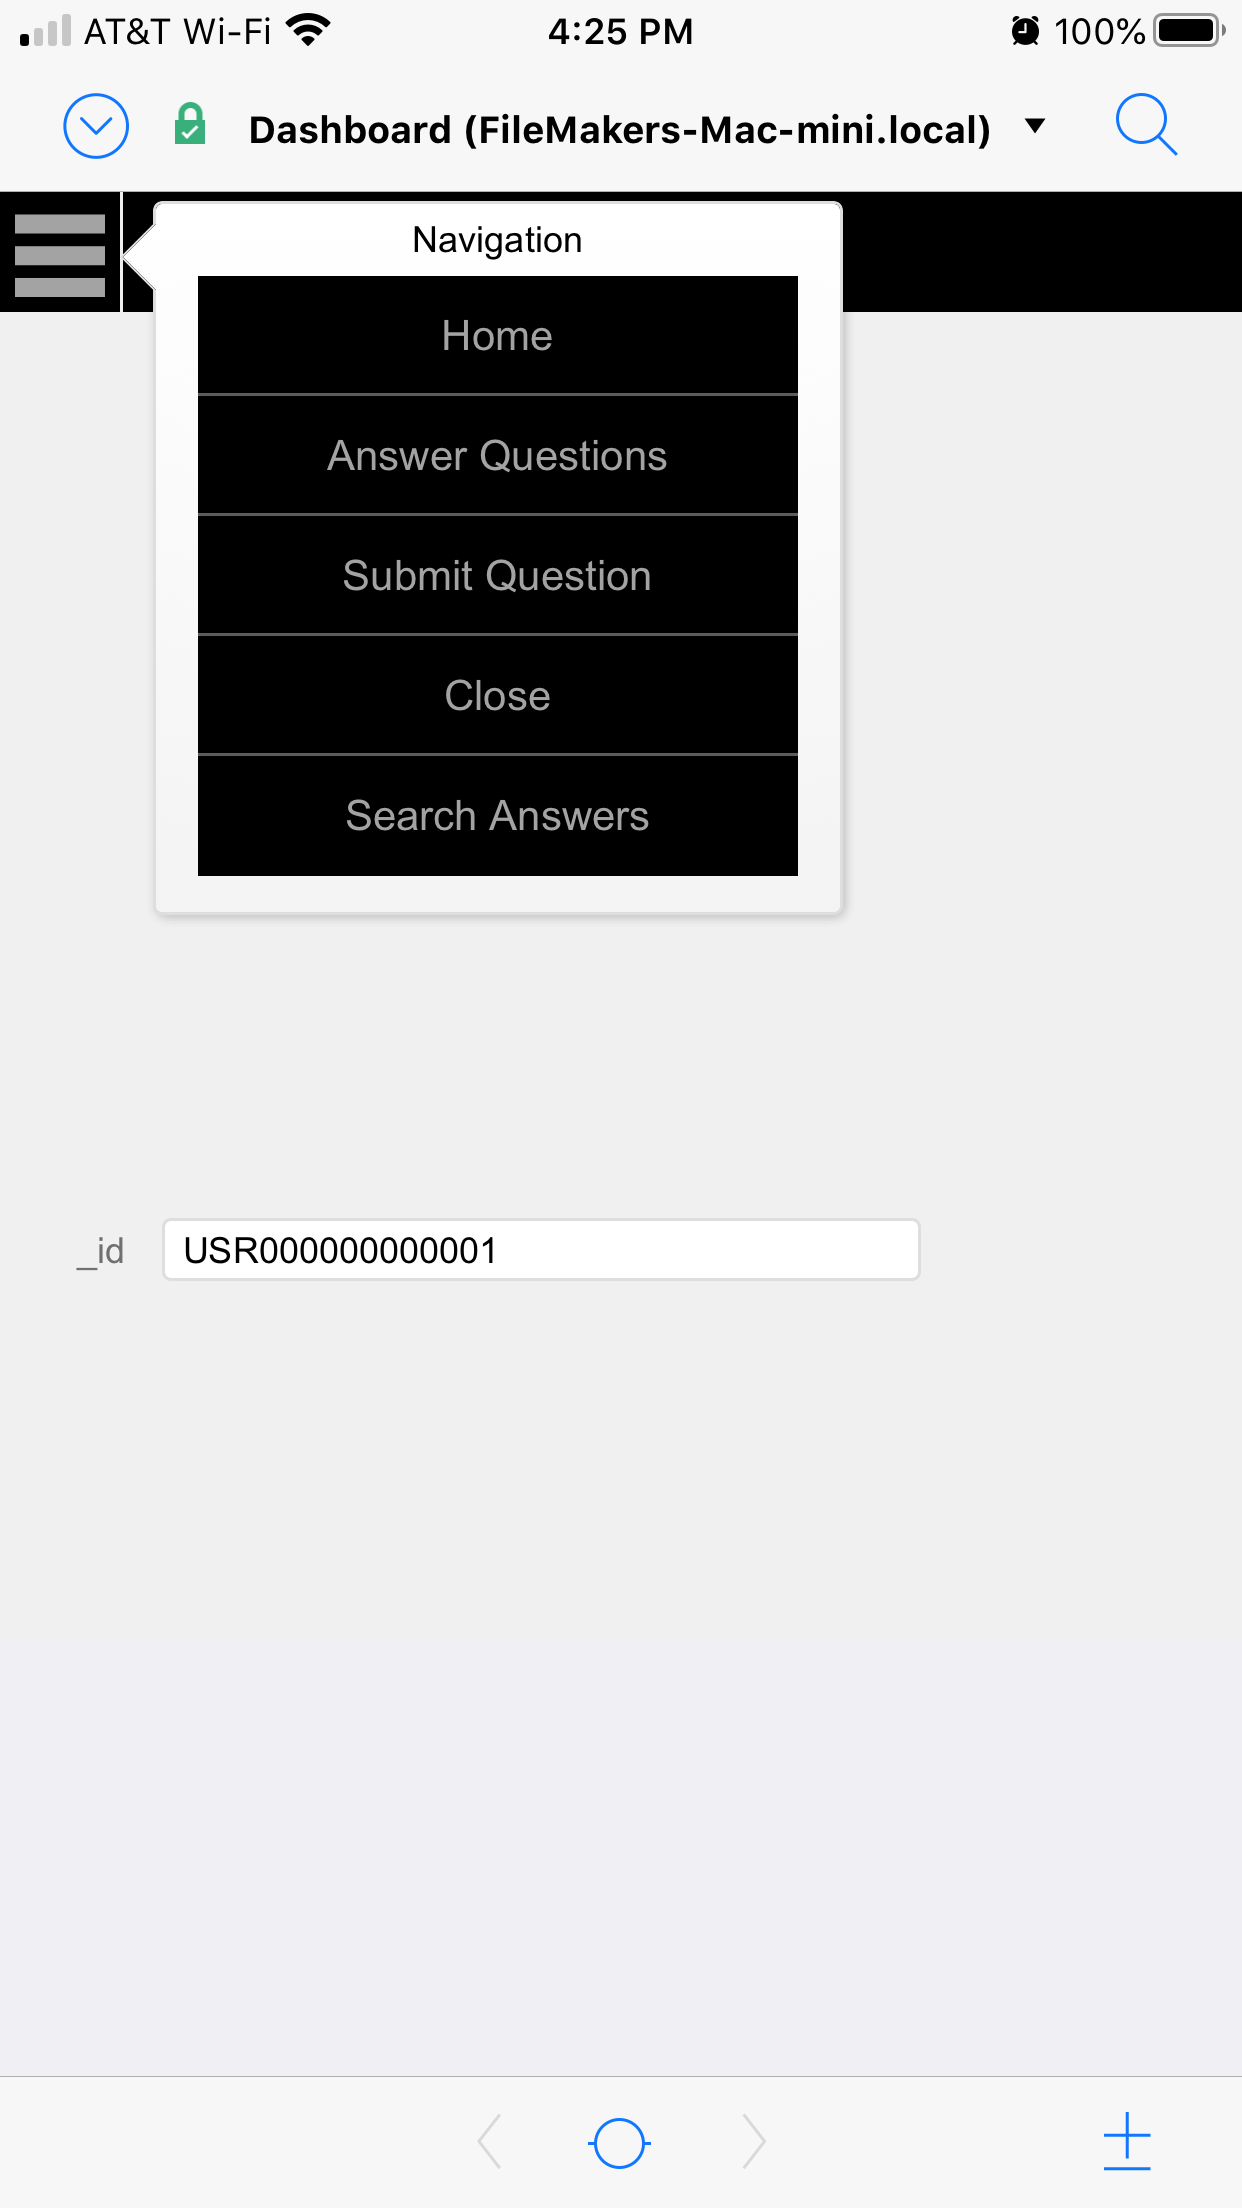 AT&T Wi-Fi 4:25 PM 100%
Dashboard (FileMakers-Mac-mini.local)
Navigation
Home
Answer Questions
Submit Question
Close
Search Answers
_id USR000000000001